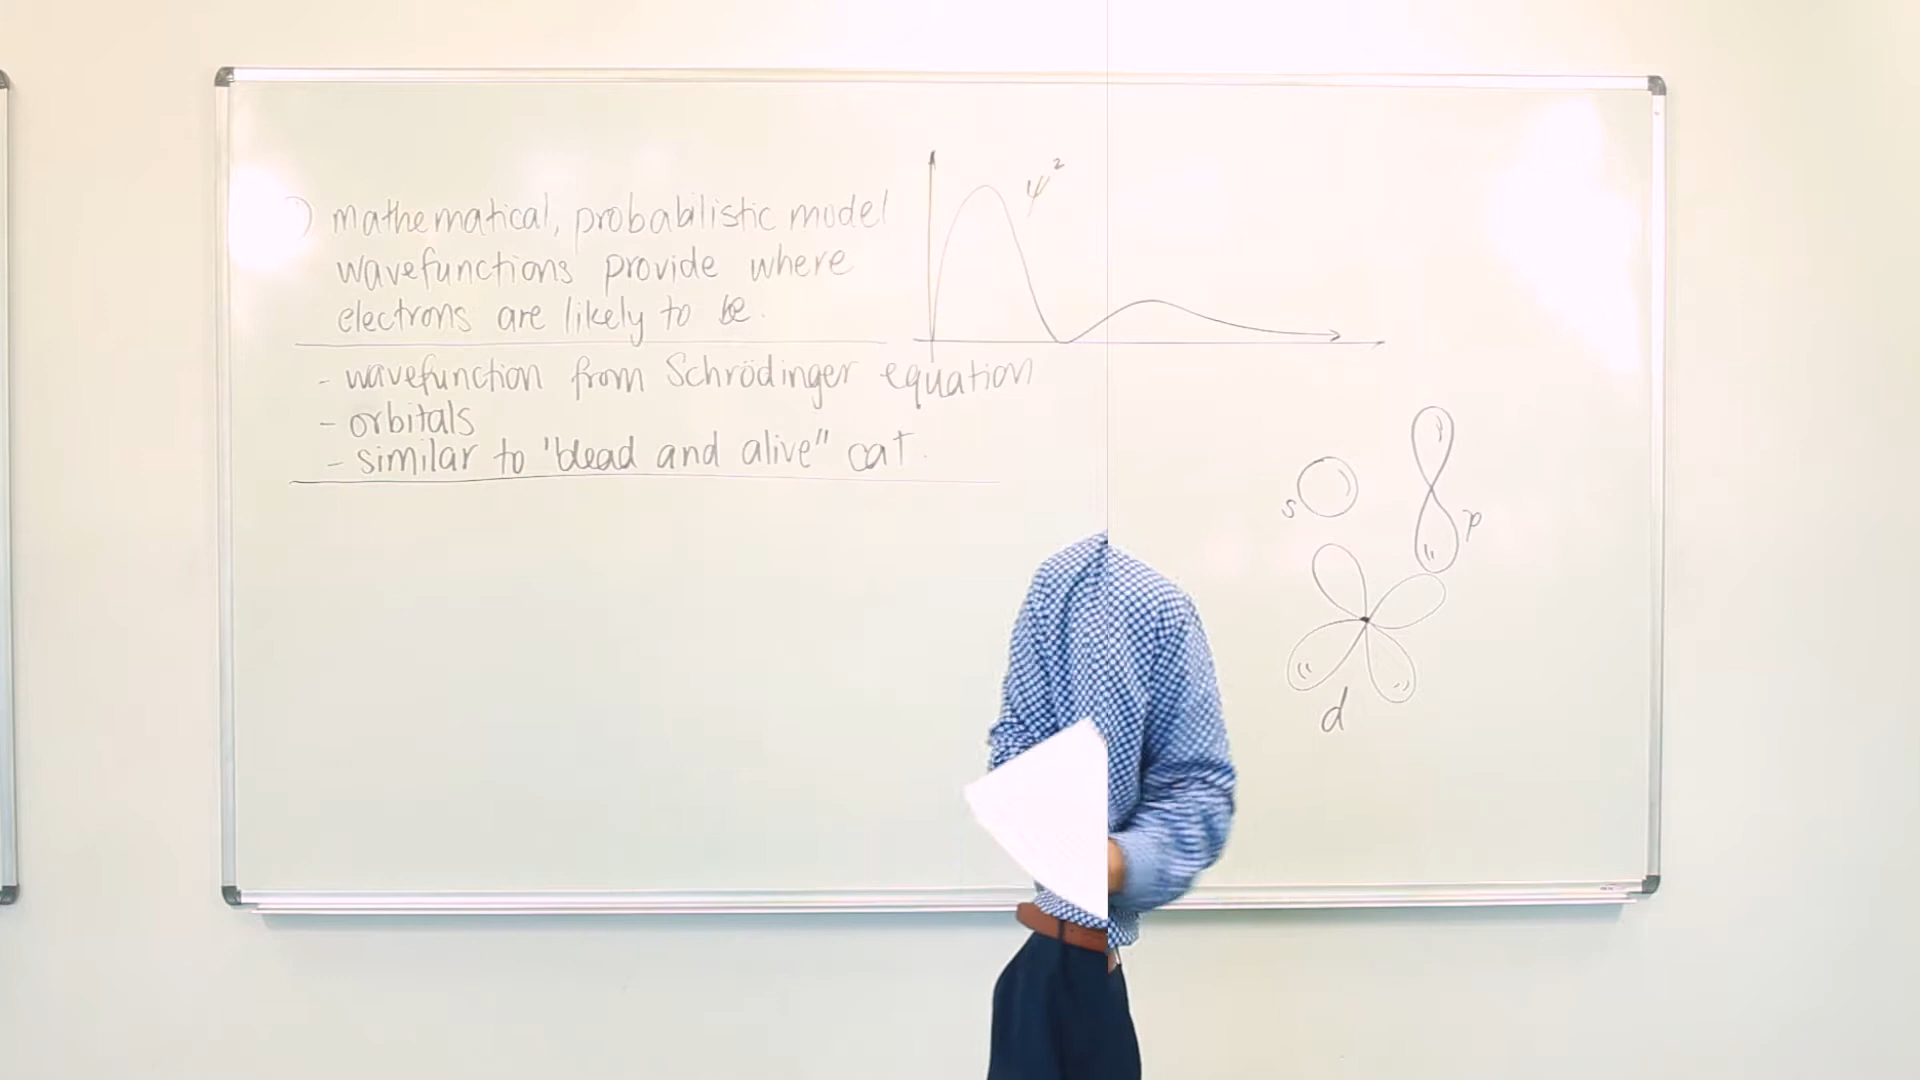 ) mathematical, probabilistic model
wavefunctions provide where
electrons are likely to be.
- wavefunction from Schrödinger equation
- orbitals
- similar to "dead and alive" cat.
ψ²
s
p
d